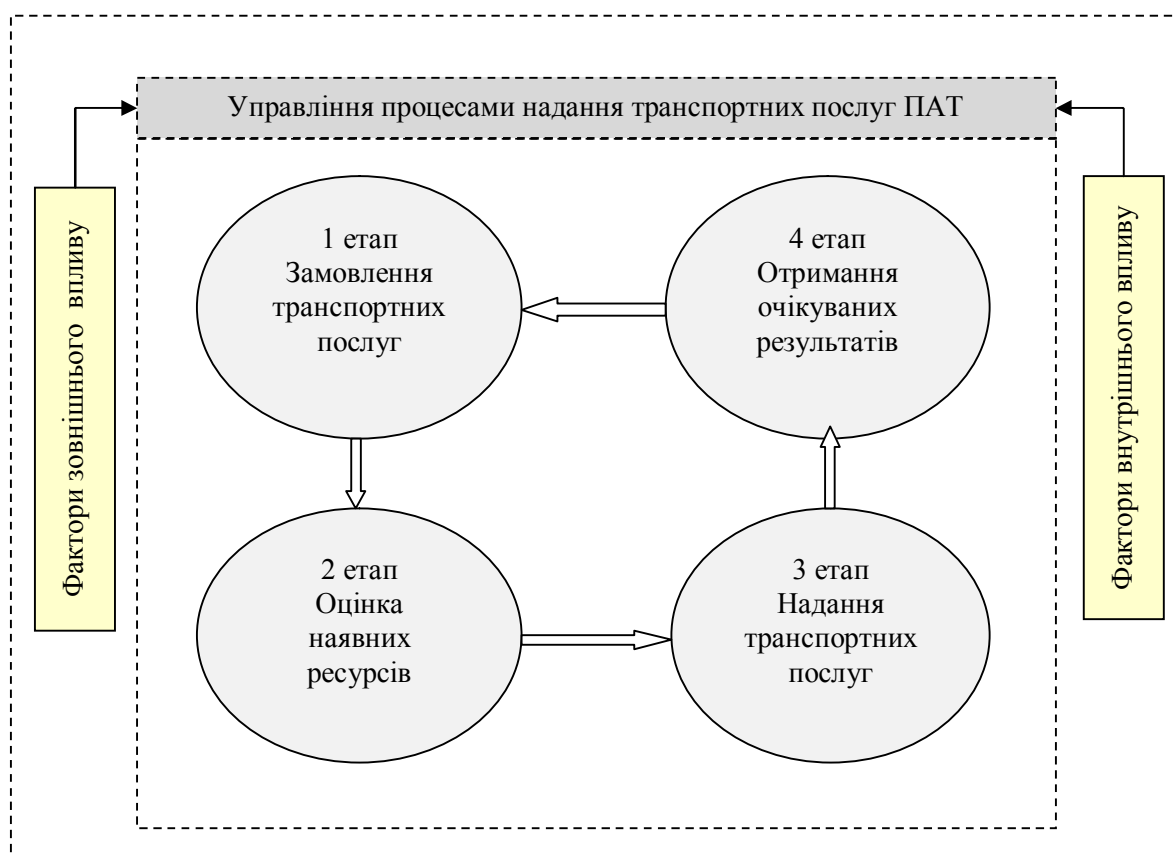 Управління процесами надання транспортних послуг ПАТ
Фактори зовнішнього впливу
1 етап
Замовлення
транспортних
послуг
4 етап
Отримання
очікуваних
результатів
2 етап
Оцінка
наявних
ресурсів
3 етап
Надання
транспортних
послуг
Фактори внутрішнього впливу